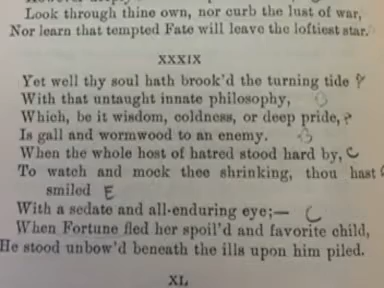 Look through thine own, nor curb the lust of war,
Nor learn that tempted Fate will leave the loftiest star.
XXXIX
Yet well thy soul hath brook'd the turning tide
With that untaught innate philosophy,
Which, be it wisdom, coldness, or deep pride, ?
Is gall and wormwood to an enemy.
When the whole host of hatred stood hard by, C
To watch and mock thee shrinking, thou hast
smiled E
With a sedate and all-enduring eye;— C
When Fortune fled her spoil'd and favorite child,
He stood unbow'd beneath the ills upon him piled.
XL